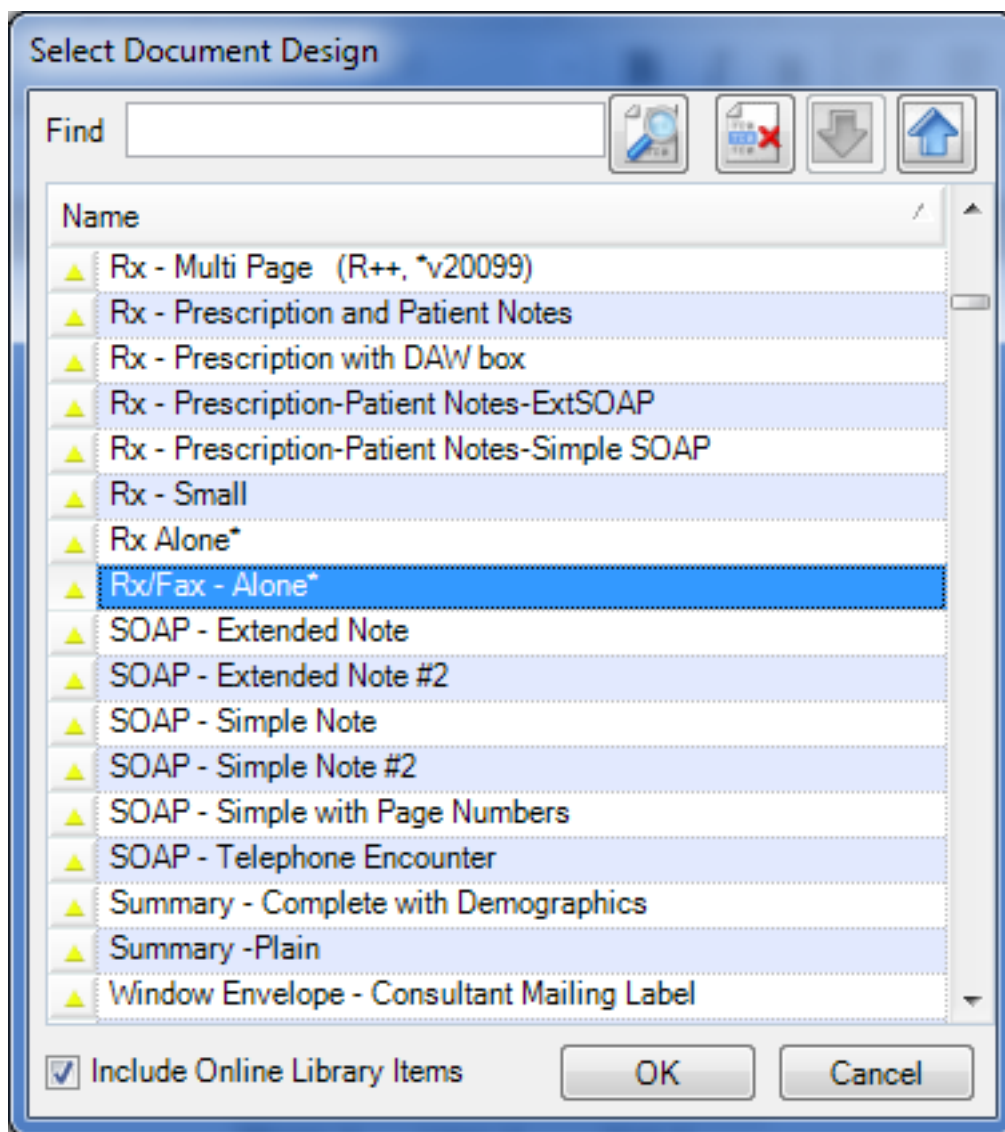 Select Document Design
Find
Name
Rx - Multi Page (R++, *v20099)
Rx - Prescription and Patient Notes
Rx - Prescription with DAW box
Rx - Prescription-Patient Notes-ExtSOAP
Rx - Prescription-Patient Notes-Simple SOAP
Rx - Small
Rx Alone*
Rx/Fax - Alone*
SOAP - Extended Note
SOAP - Extended Note #2
SOAP - Simple Note
SOAP - Simple Note #2
SOAP - Simple with Page Numbers
SOAP - Telephone Encounter
Summary - Complete with Demographics
Summary -Plain
Window Envelope - Consultant Mailing Label
Include Online Library Items OK Cancel